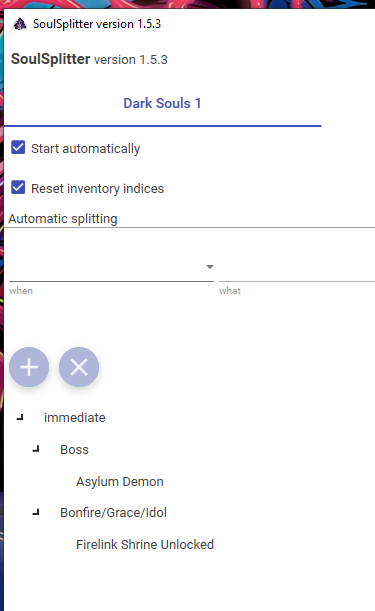 SoulSplitter version 1.5.3
SoulSplitter version 1.5.3
Dark Souls 1
Start automatically
Reset inventory indices
Automatic splitting
when what
immediate
Boss
Asylum Demon
Bonfire/Grace/Idol
Firelink Shrine Unlocked